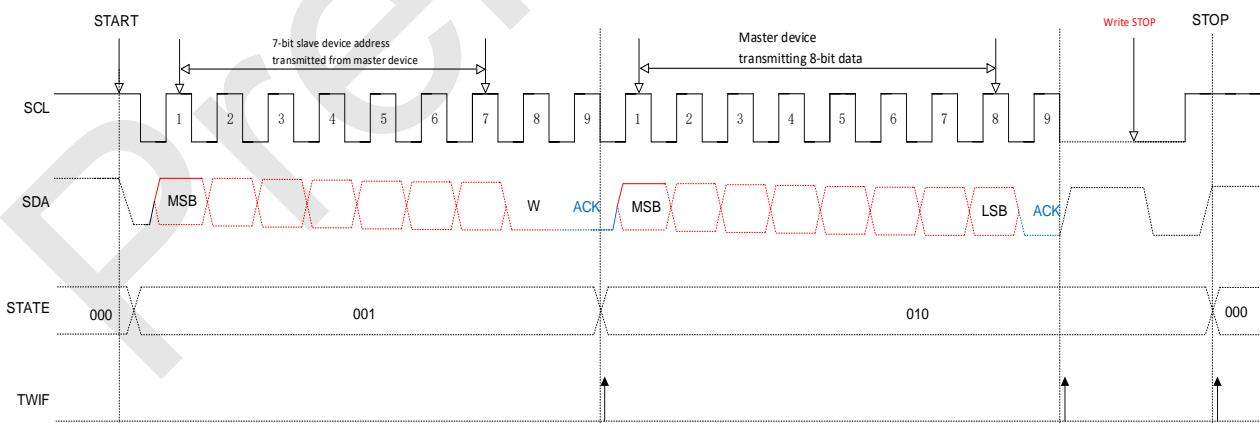 START
Write STOP
STOP
7-bit slave device address
transmitted from master device
Master device
transmitting 8-bit data
SCL
1 2 3 4 5 6 7 8 9 1 2 3 4 5 6 7 8 9
SDA
MSB W ACK MSB LSB ACK
STATE
000 001 010 000
TWIF
Pre